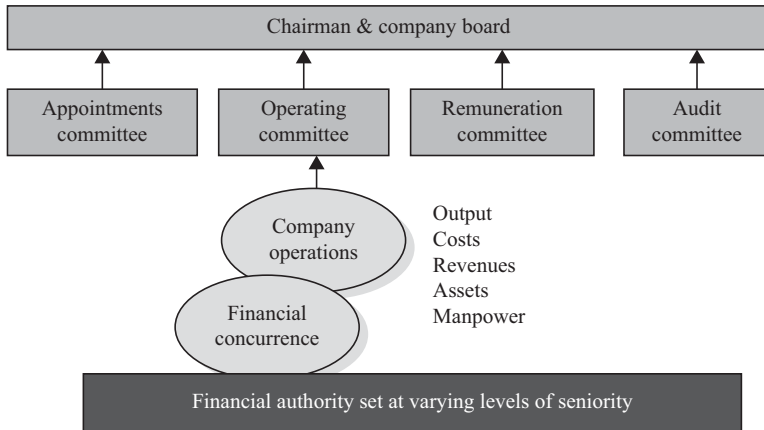 Chairman & company board
Appointments
committee
Operating
committee
Remuneration
committee
Audit
committee
Company
operations
Output
Costs
Revenues
Assets
Manpower
Financial
concurrence
Financial authority set at varying levels of seniority